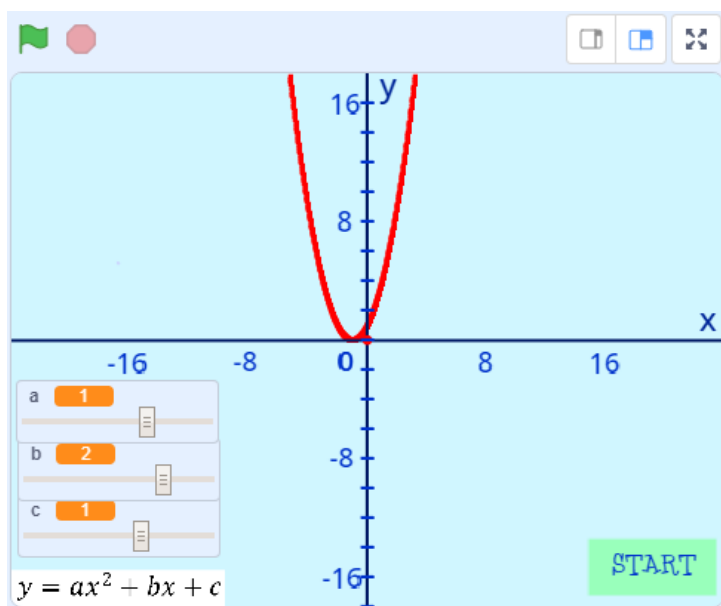 y
16
8
x
-16 -8 0 8 16
a 1
b 2
-8
c 1
START
-16
y = ax² + bx + c